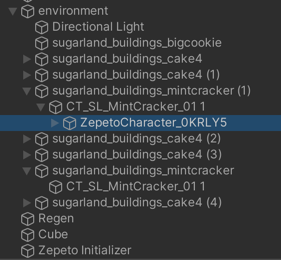 environment
Directional Light
sugarland_buildings_bigcookie
sugarland_buildings_cake4
sugarland_buildings_cake4 (1)
sugarland_buildings_mintcracker (1)
CT_SL_MintCracker_01 1
ZepetoCharacter_0KRLY5
sugarland_buildings_cake4 (2)
sugarland_buildings_cake4 (3)
sugarland_buildings_mintcracker
CT_SL_MintCracker_01 1
sugarland_buildings_cake4 (4)
Regen
Cube
Zepeto Initializer